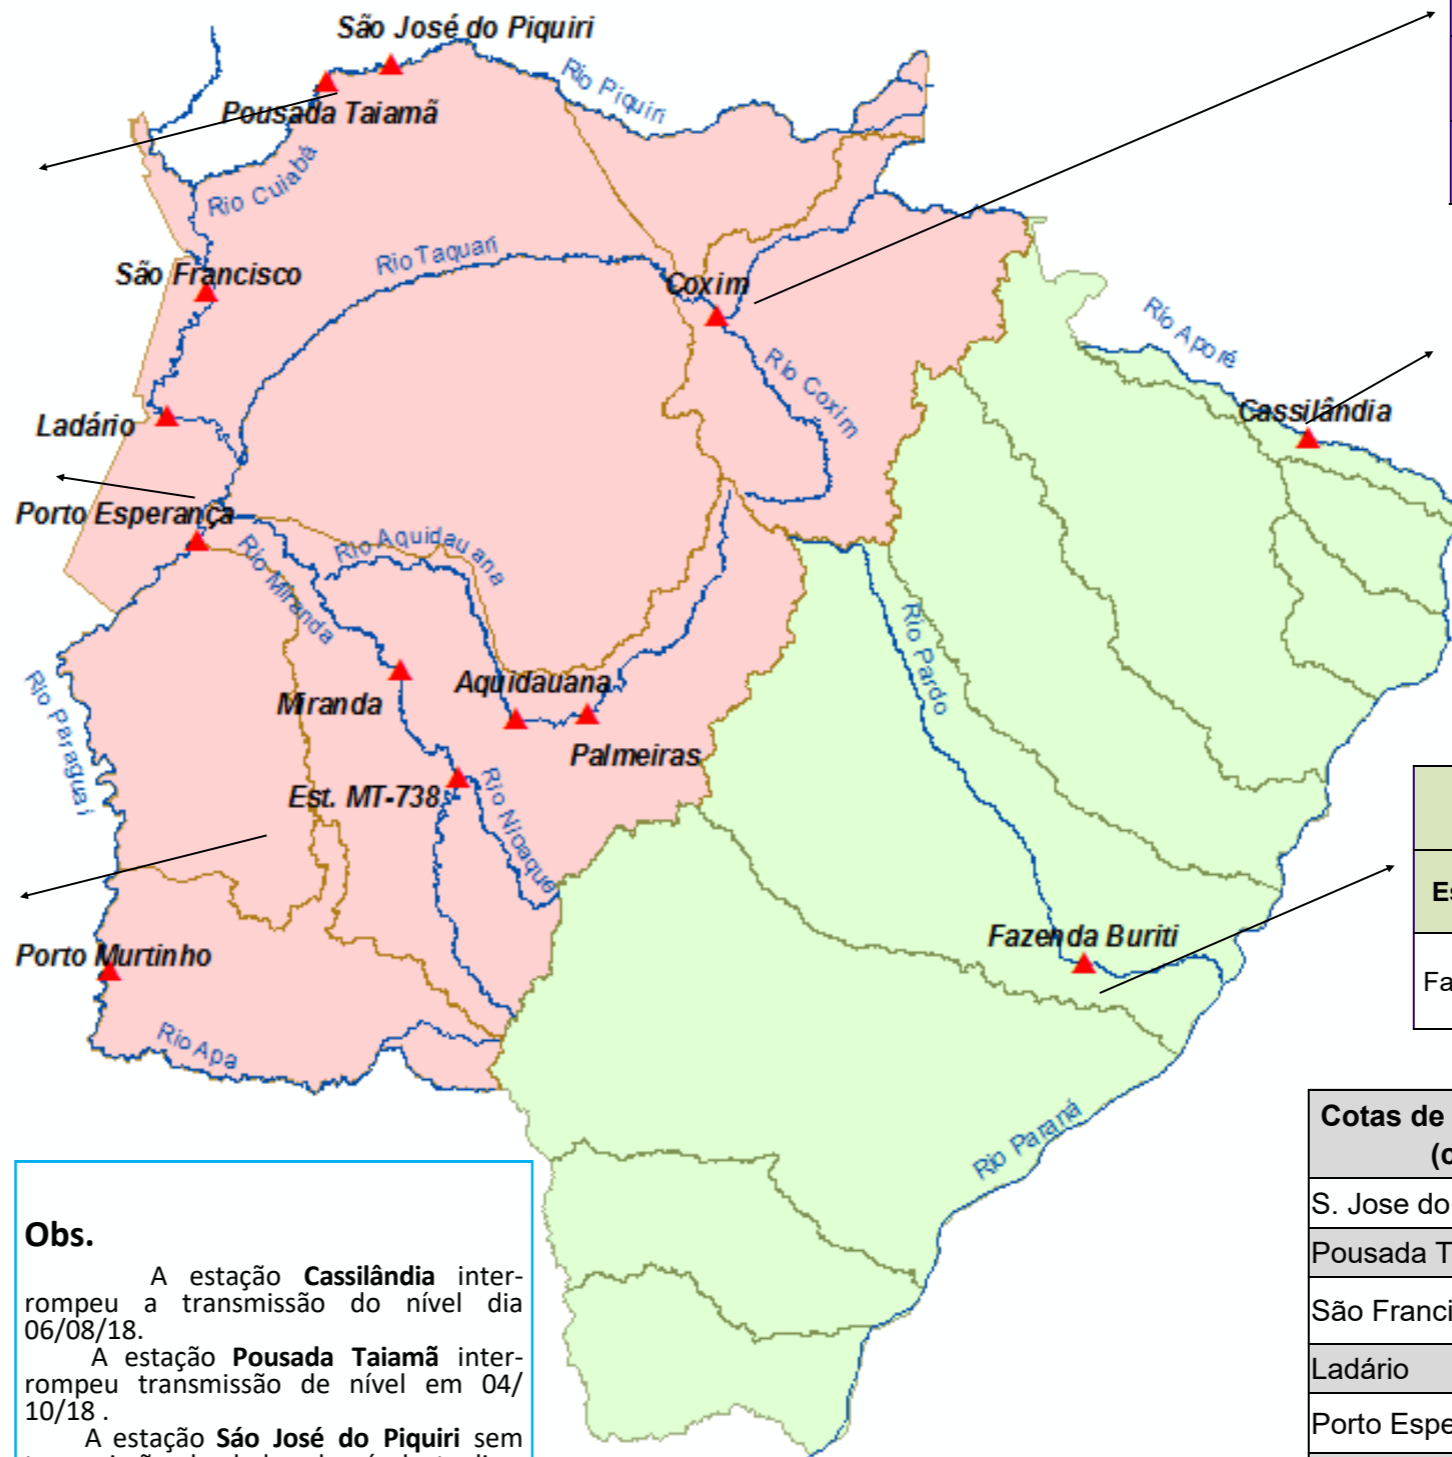 São José do Piquiri
Rio Piquiri
Pousada Taiamã
Rio Cuiabá
São Francisco
Rio Taquari
Coxim
Rio Aporé
Rio Coxim
Cassilândia
Ladário
Porto Esperança
Rio Miranda
Rio Aquidauana
Rio Pardo
Rio Paraguai
Miranda
Aquidauana
Palmeiras
Est. MT-738
Rio Nioaque
Es
Fazenda Buriti
Fa
Porto Murtinho
Rio Apa
Rio Paraná
Cotas de
(c
S. Jose do
Pousada T
São Franci
Ladário
Porto Espe
Obs.
A estação Cassilândia inter-
rompeu a transmissão do nível dia
06/08/18.
A estação Pousada Taiamã inter-
rompeu transmissão de nível em 04/
10/18 .
A estação Sáo José do Piquiri sem